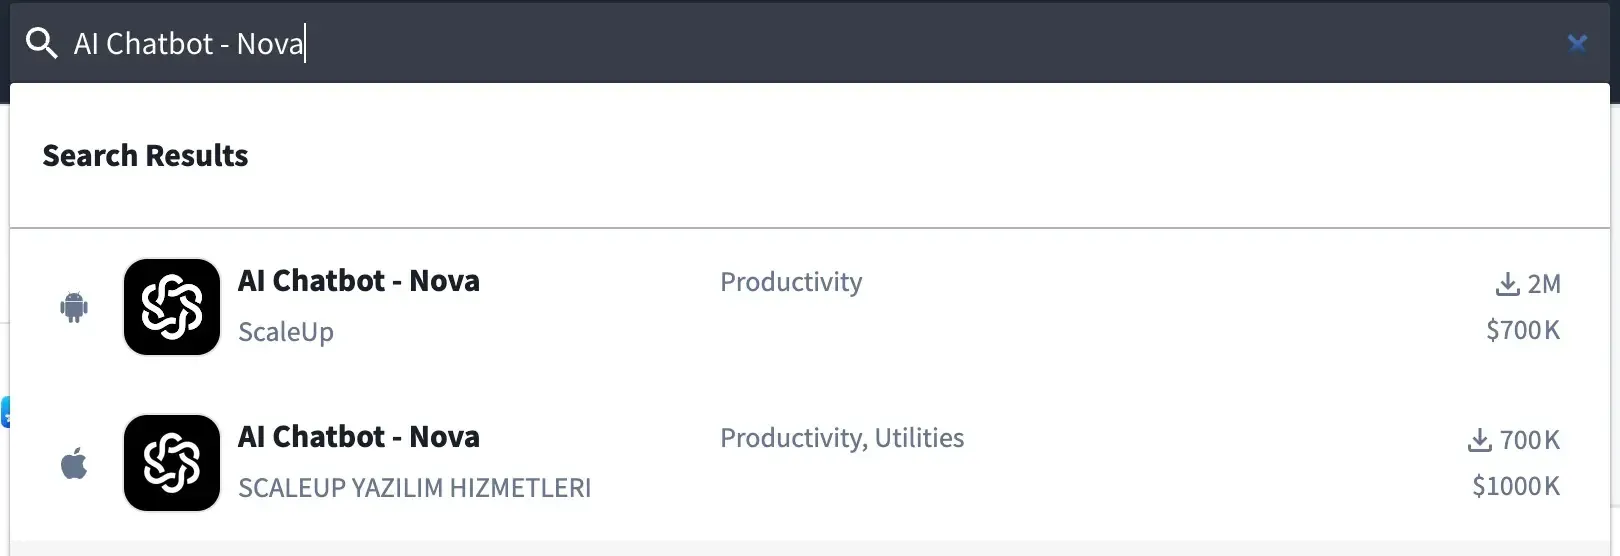 AI Chatbot - Nova
Search Results
AI Chatbot - Nova
Productivity
2M
ScaleUp
$700K
AI Chatbot - Nova
Productivity, Utilities
700K
SCALEUP YAZILIM HIZMETLERI
$1000K